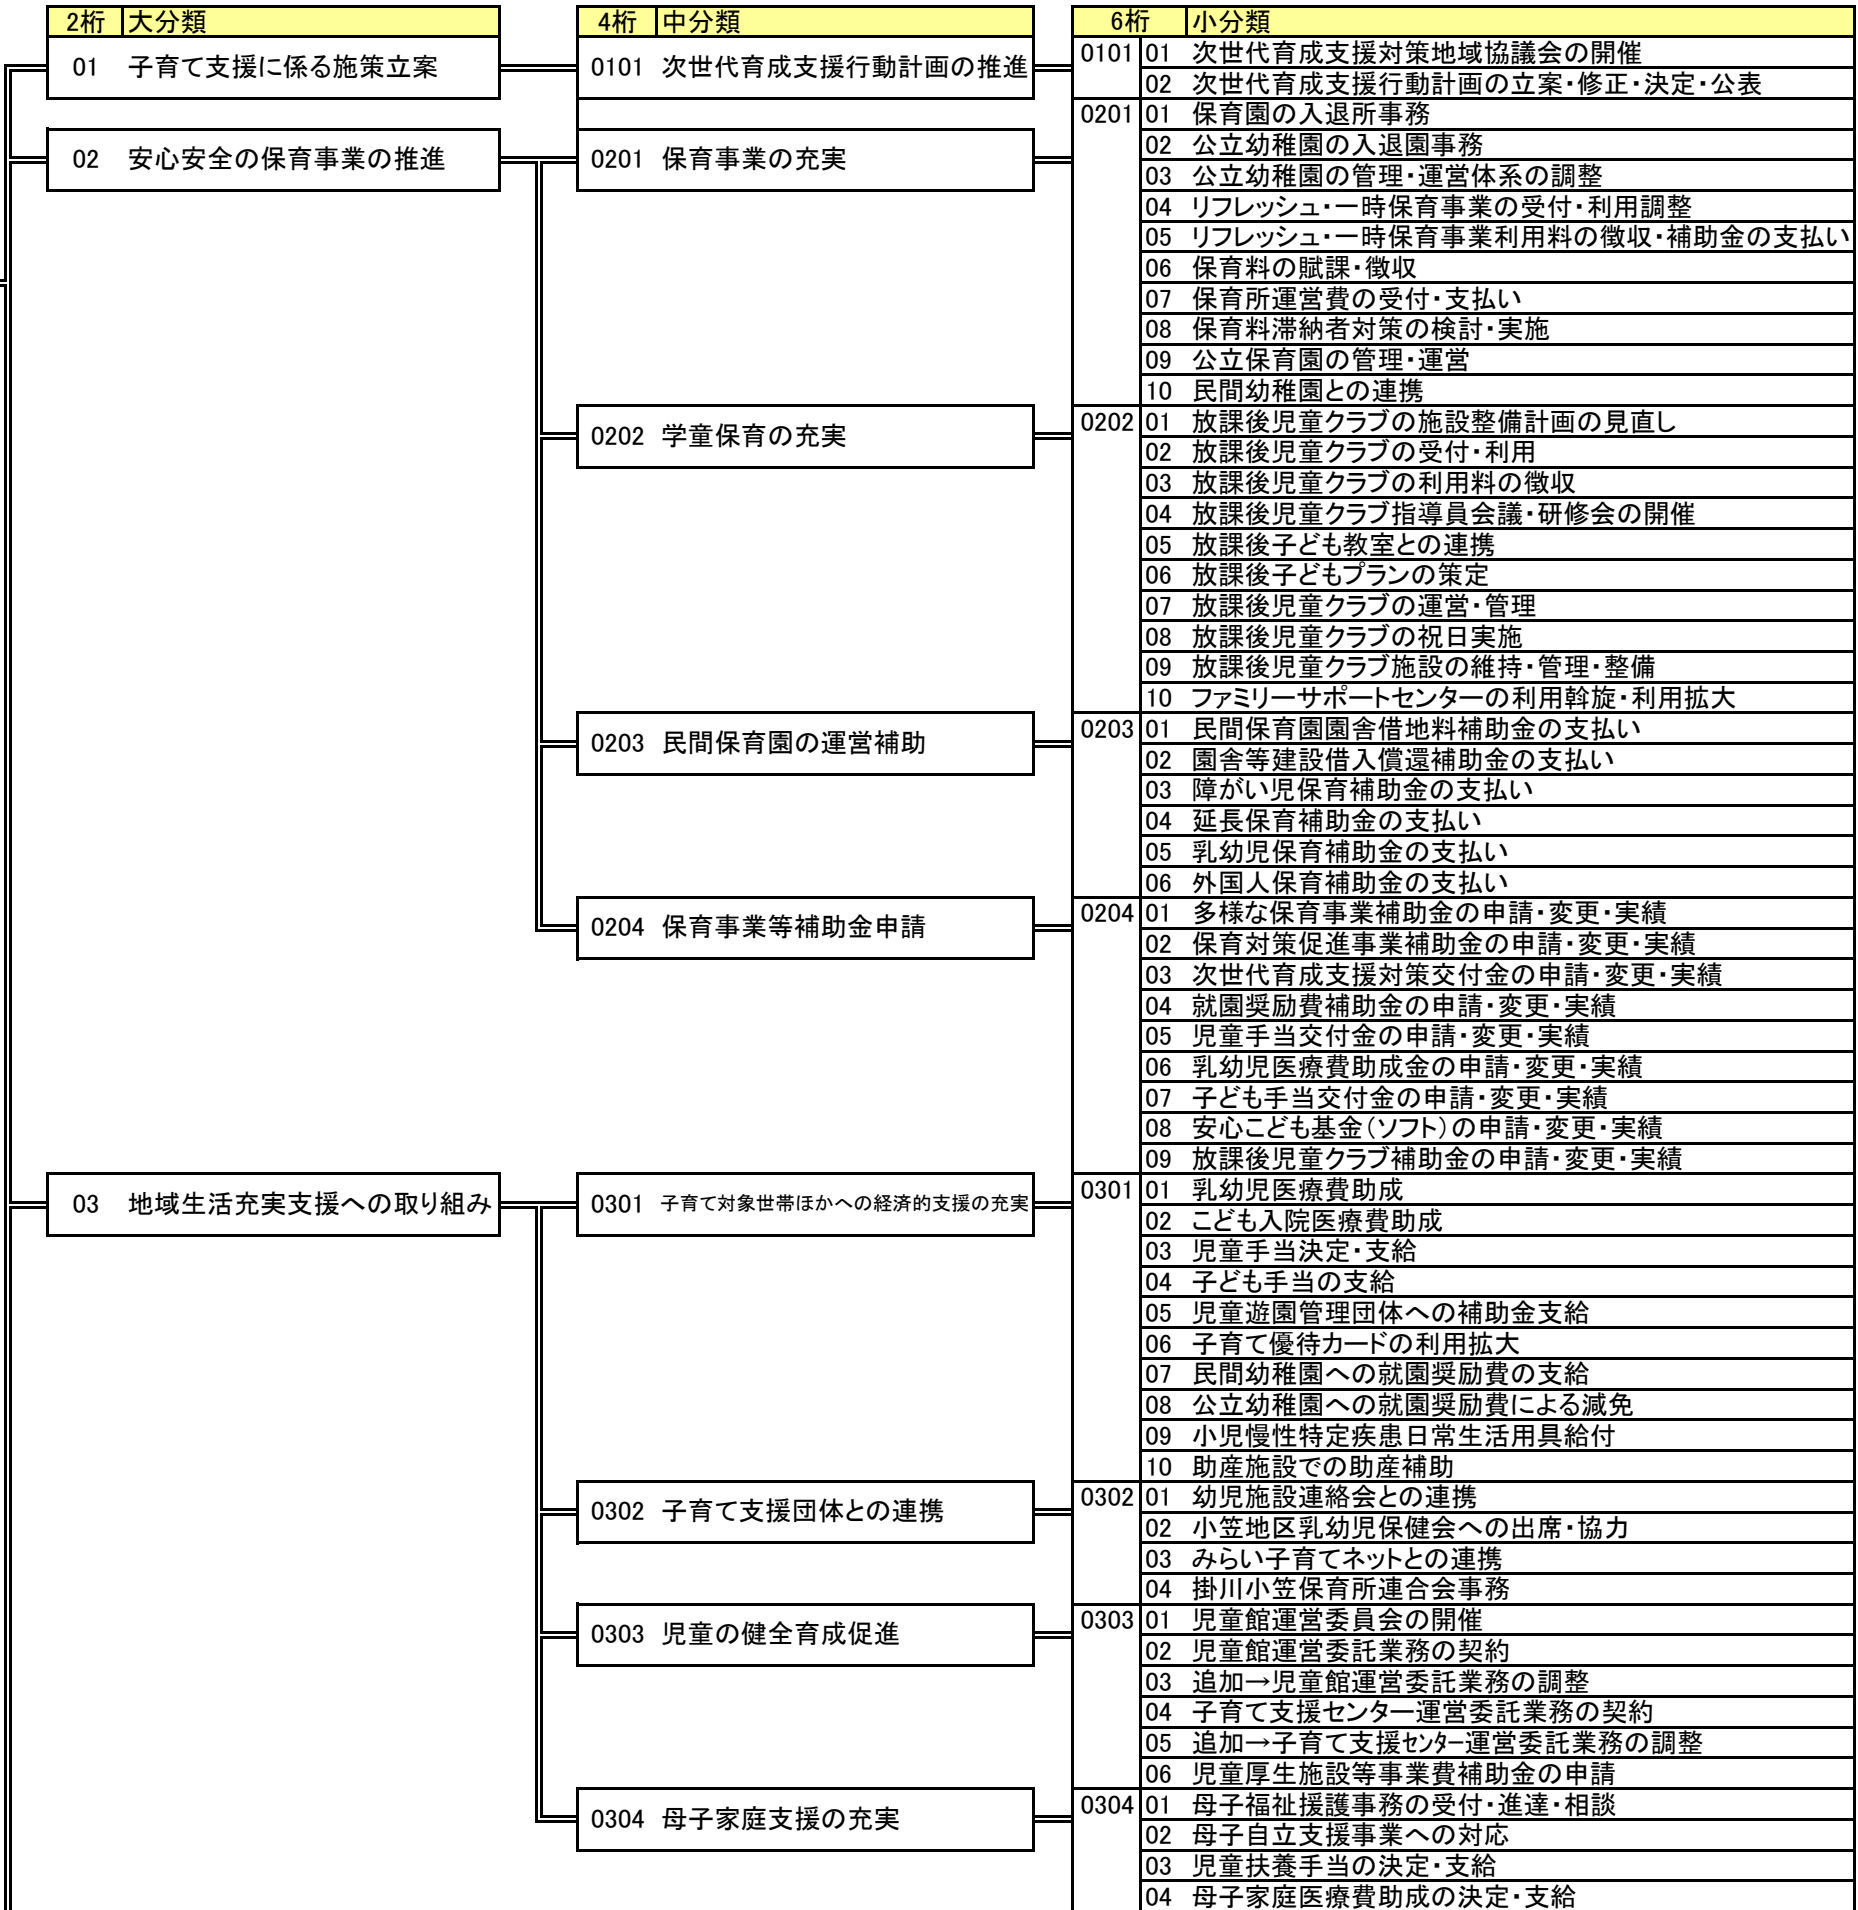 2桁 大分類 4桁 中分類 6桁 小分類
01 子育て支援に係る施策立案 0101 次世代育成支援行動計画の推進 0101 01 次世代育成支援対策地域協議会の開催
02 次世代育成支援行動計画の立案・修正・決定・公表
02 安心安全の保育事業の推進 0201 保育事業の充実 0201 01 保育園の入退所事務
02 公立幼稚園の入退園事務
03 公立幼稚園の管理・運営体系の調整
04 リフレッシュ・一時保育事業の受付・利用調整
05 リフレッシュ・一時保育事業利用料の徴収・補助金の支払い
06 保育料の賦課・徴収
07 保育所運営費の受付・支払い
08 保育料滞納者対策の検討・実施
09 公立保育園の管理・運営
10 民間幼稚園との連携
0202 学童保育の充実 0202 01 放課後児童クラブの施設整備計画の見直し
02 放課後児童クラブの受付・利用
03 放課後児童クラブの利用料の徴収
04 放課後児童クラブ指導員会議・研修会の開催
05 放課後子ども教室との連携
06 放課後子どもプランの策定
07 放課後児童クラブの運営・管理
08 放課後児童クラブの祝日実施
09 放課後児童クラブ施設の維持・管理・整備
10 ファミリーサポートセンターの利用斡旋・利用拡大
0203 民間保育園の運営補助 0203 01 民間保育園園舎借地料補助金の支払い
02 園舎等建設借入償還補助金の支払い
03 障がい児保育補助金の支払い
04 延長保育補助金の支払い
05 乳幼児保育補助金の支払い
06 外国人保育補助金の支払い
0204 保育事業等補助金申請 0204 01 多様な保育事業補助金の申請・変更・実績
02 保育対策促進事業補助金の申請・変更・実績
03 次世代育成支援対策交付金の申請・変更・実績
04 就園奨励費補助金の申請・変更・実績
05 児童手当交付金の申請・変更・実績
06 乳幼児医療費助成金の申請・変更・実績
07 子ども手当交付金の申請・変更・実績
08 安心こども基金(ソフト)の申請・変更・実績
09 放課後児童クラブ補助金の申請・変更・実績
03 地域生活充実支援への取り組み 0301 子育て対象世帯ほかへの経済的支援の充実 0301 01 乳幼児医療費助成
02 こども入院医療費助成
03 児童手当決定・支給
04 子ども手当の支給
05 児童遊園管理団体への補助金支給
06 子育て優待カードの利用拡大
07 民間幼稚園への就園奨励費の支給
08 公立幼稚園への就園奨励費による減免
09 小児慢性特定疾患日常生活用具給付
10 助産施設での助産補助
0302 子育て支援団体との連携 0302 01 幼児施設連絡会との連携
02 小笠地区乳幼児保健会への出席・協力
03 みらい子育てネットとの連携
04 掛川小笠保育所連合会事務
0303 児童の健全育成促進 0303 01 児童館運営委員会の開催
02 児童館運営委託業務の契約
03 追加→児童館運営委託業務の調整
04 子育て支援センター運営委託業務の契約
05 追加→子育て支援ｾﾝﾀｰ運営委託業務の調整
06 児童厚生施設等事業費補助金の申請
0304 母子家庭支援の充実 0304 01 母子福祉援護事務の受付・進達・相談
02 母子自立支援事業への対応
03 児童扶養手当の決定・支給
04 母子家庭医療費助成の決定・支給